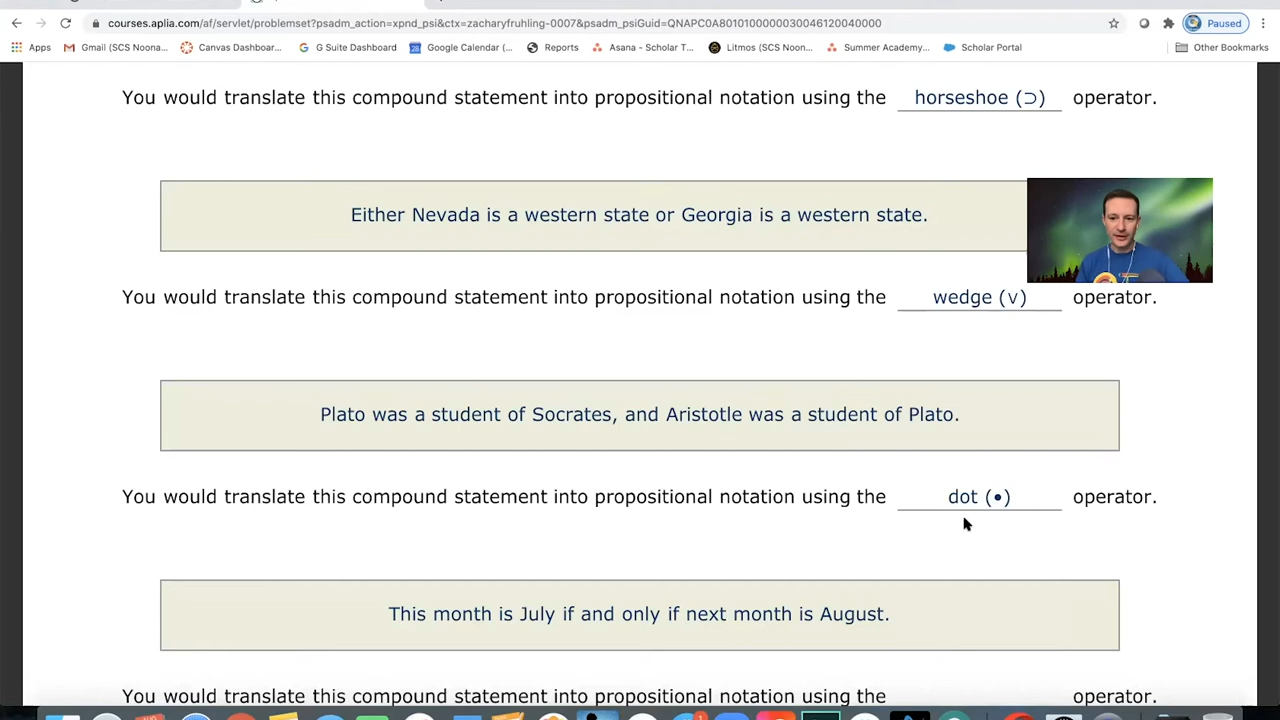 courses.aplia.com/af/servlet/problemset?psadm_action=xpnd_psi&ctx=zacharyfruhling-0007&psadm_psiGuid=QNAPC0A80101000000030046120040000
Paused
Apps
Gmail (SCS Noona...
Canvas Dashboar...
G Suite Dashboard
Google Calendar (...
Reports
Asana - Scholar T...
Litmos (SCS Noon...
Summer Academy...
Scholar Portal
Other Bookmarks
You would translate this compound statement into propositional notation using the horseshoe (⊃) operator.
Either Nevada is a western state or Georgia is a western state.
You would translate this compound statement into propositional notation using the wedge (v) operator.
Plato was a student of Socrates, and Aristotle was a student of Plato.
You would translate this compound statement into propositional notation using the dot (•) operator.
This month is July if and only if next month is August.
You would translate this compound statement into propositional notation using the operator.